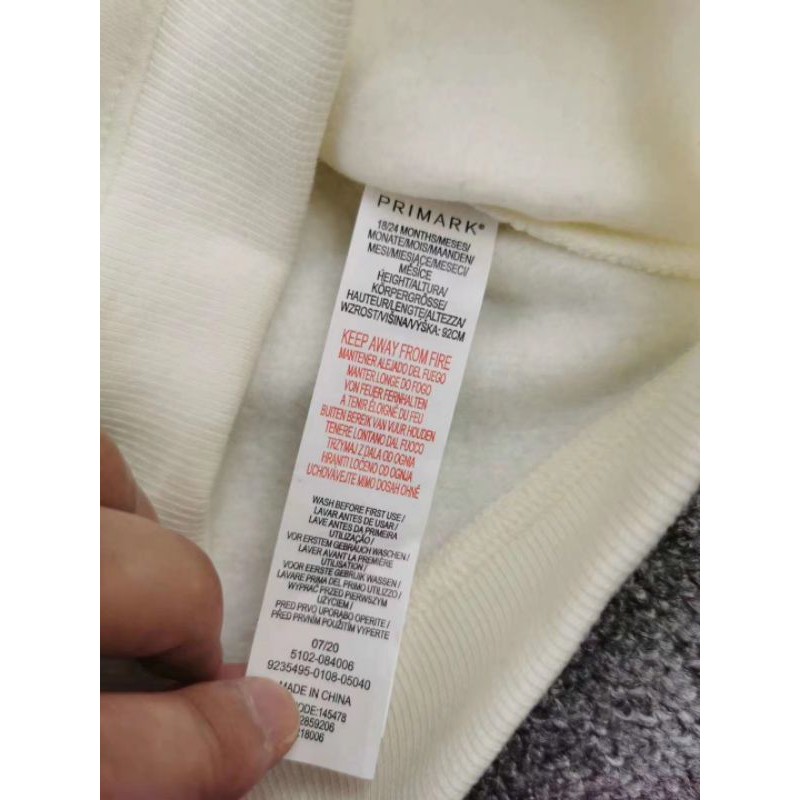 PRIMARK®
18/24 MONTHS/MESES/
MONATE/MOIS/MAANDEN/
MESI/MIESIĄCE/MESECI/
MĚSÍCE
HEIGHT/ALTURA/
KÖRPERGRÖSSE/
HAUTEUR/LENGTE/ALTEZZA/
WZROST/VIŠINA/VÝŠKA: 92CM
KEEP AWAY FROM FIRE
MANTENER ALEJADO DEL FUEGO
MANTER LONGE DO FOGO
VON FEUER FERNHALTEN
A TENIR ÉLOIGNÉ DU FEU
BUITEN BEREIK VAN VUUR HOUDEN
TENERE LONTANO DAL FUOCO
TRZYMAJ Z DALA OD OGNIA
HRANITI LOČENO OD OGNJA
UCHOVÁVEJTE MIMO DOSAH OHNĚ
WASH BEFORE FIRST USE/
LAVAR ANTES DE USAR/
LAVE ANTES DA PRIMEIRA
UTILIZAÇÃO/
VOR ERSTEM GEBRAUCH WASCHEN/
LAVER AVANT LA PREMIÈRE
UTILISATION/
VOOR EERSTE GEBRUIK WASSEN/
LAVARE PRIMA DEL PRIMO UTILIZZO/
WYPRAĆ PRZED PIERWSZYM
UŻYCIEM/
PRED PRVO UPORABO OPERITE/
PŘED PRVNÍM POUŽITÍM VYPERTE
07/20
5102-084006
9235495-0108-05040
MADE IN CHINA
ODE:145478
2859206
18006